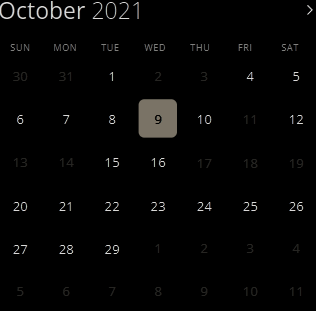 October 2021
SUN MON TUE WED THU FRI SAT
30 31 1 2 3 4 5
6 7 8 9 10 11 12
13 14 15 16 17 18 19
20 21 22 23 24 25 26
27 28 29 1 2 3 4
5 6 7 8 9 10 11